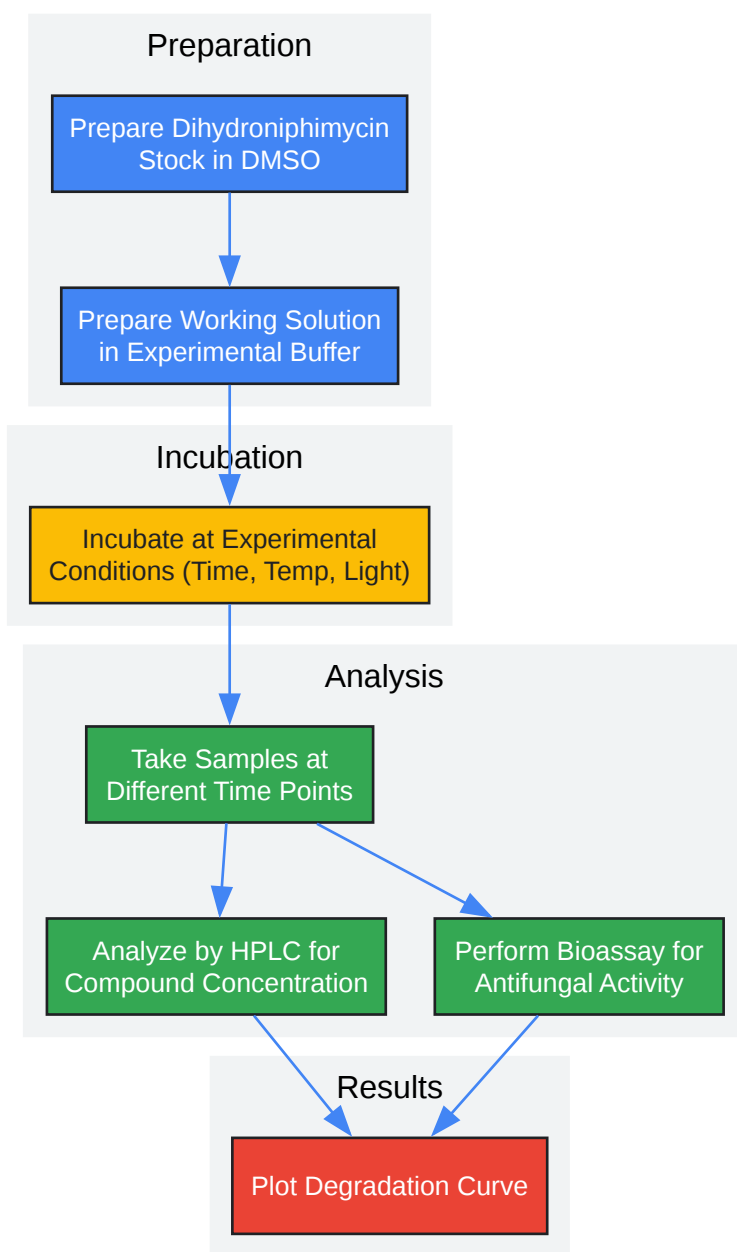 Preparation
Prepare Dihydroniphimycin
Stock in DMSO
Prepare Working Solution
in Experimental Buffer
Incubation
Incubate at Experimental
Conditions (Time, Temp, Light)
Analysis
Take Samples at
Different Time Points
Analyze by HPLC for
Compound Concentration
Perform Bioassay for
Antifungal Activity
Results
Plot Degradation Curve